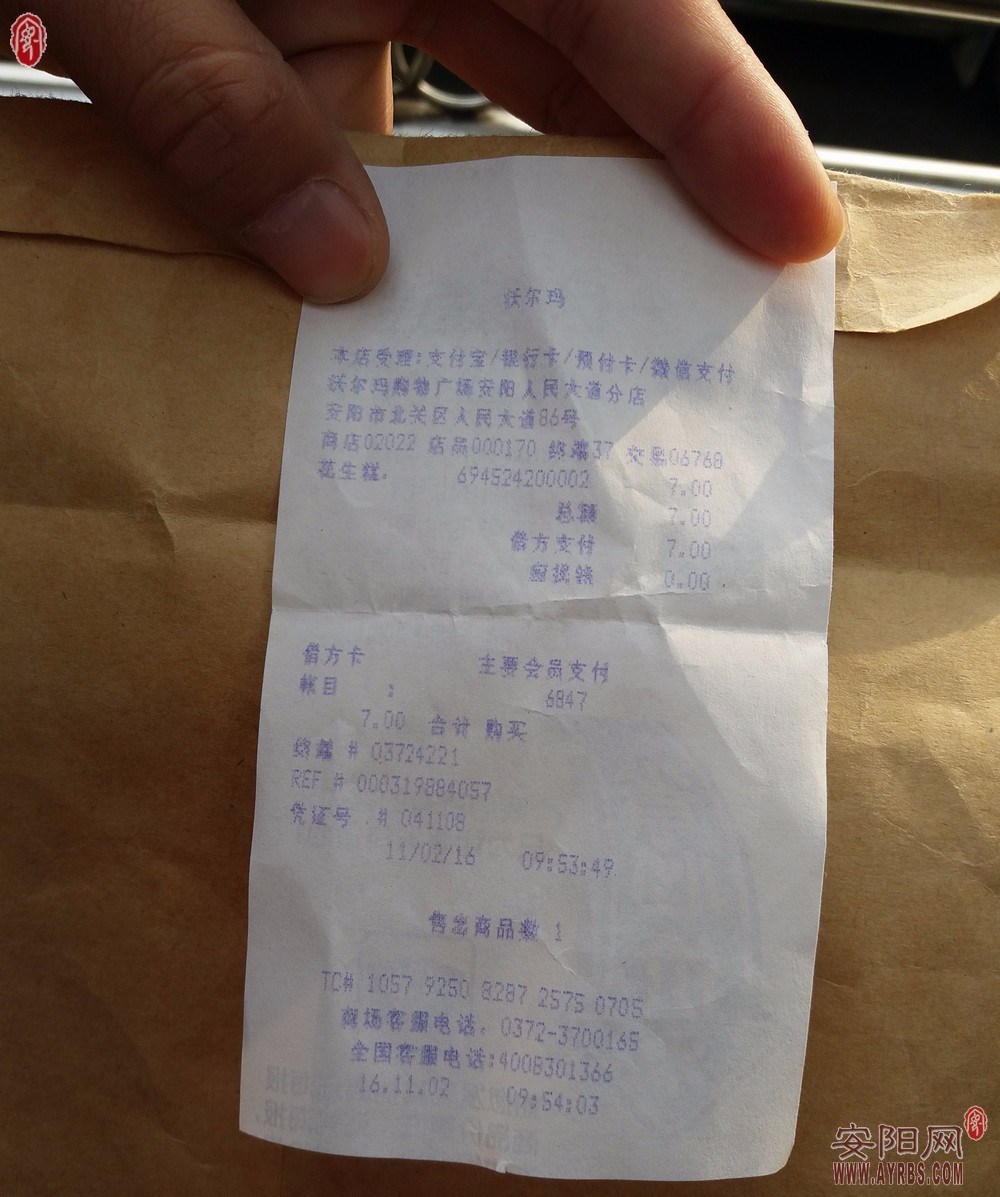 沃尔玛
本店受理:支付宝/银行卡/预付卡/微信支付
沃尔玛购物广场安阳人民大道分店
安阳市北关区人民大道86号
商店02022 店员000170 终端37 交易06768
花生糕. 694524200002 7.00
总额 7.00
借方支付 7.00
应找钱 0.00
借方卡 主要会员支付
帐目 : 6847
7.00 合计 购买
终端 # 03724221
REF # 008319884057
凭证号 # 041108
11/02/16 09:53:49
售出商品数 1
TC# 1057 9250 8287 2575 0705
商场客服电话: 0372-3700165
全国客服电话:4008301366
16.11.02 09:54:03
安阳网
WWW.AYRBS.COM